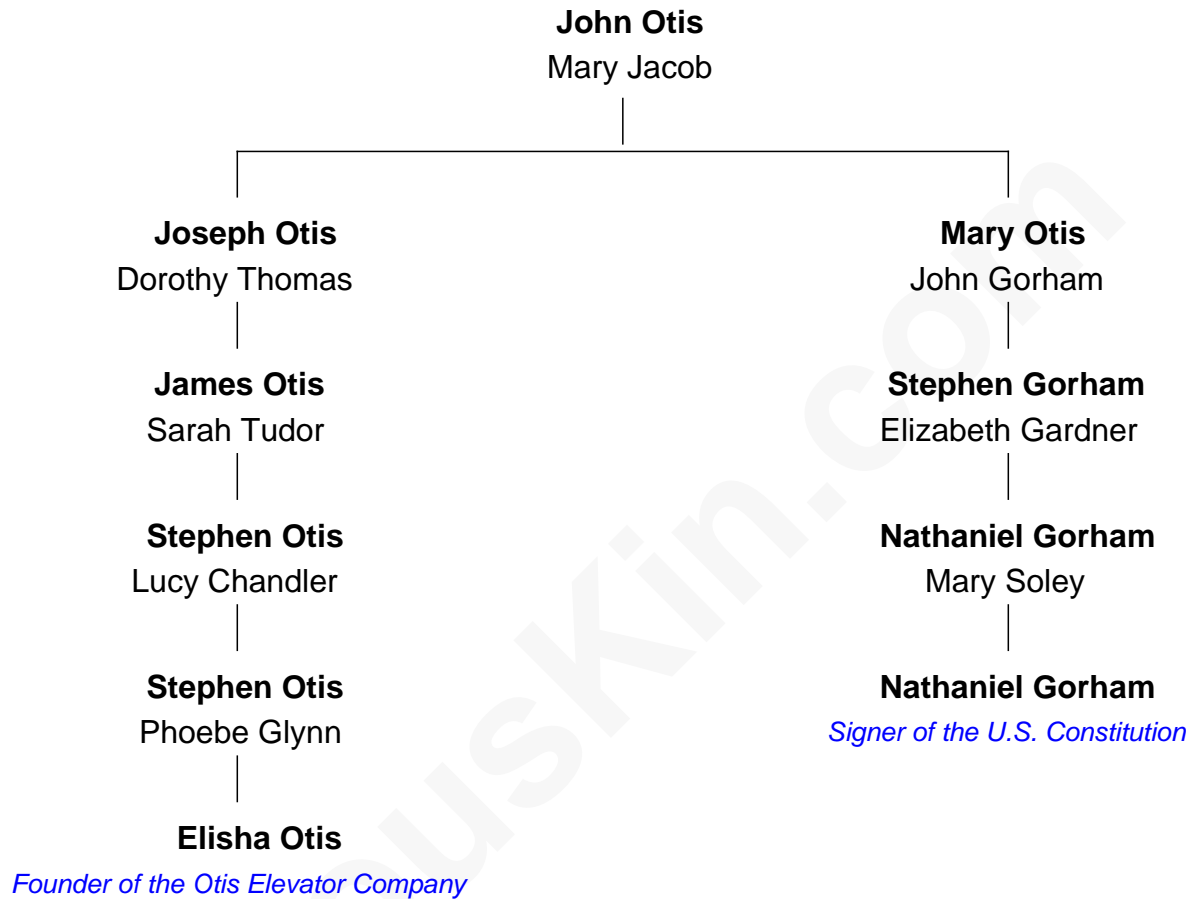 John Otis
Mary Jacob
Joseph Otis
Dorothy Thomas
Mary Otis
John Gorham
James Otis
Sarah Tudor
Stephen Gorham
Elizabeth Gardner
Stephen Otis
Lucy Chandler
Nathaniel Gorham
Mary Soley
Stephen Otis
Phoebe Glynn
Nathaniel Gorham
Signer of the U.S. Constitution
Elisha Otis
Founder of the Otis Elevator Company
ousKin.com